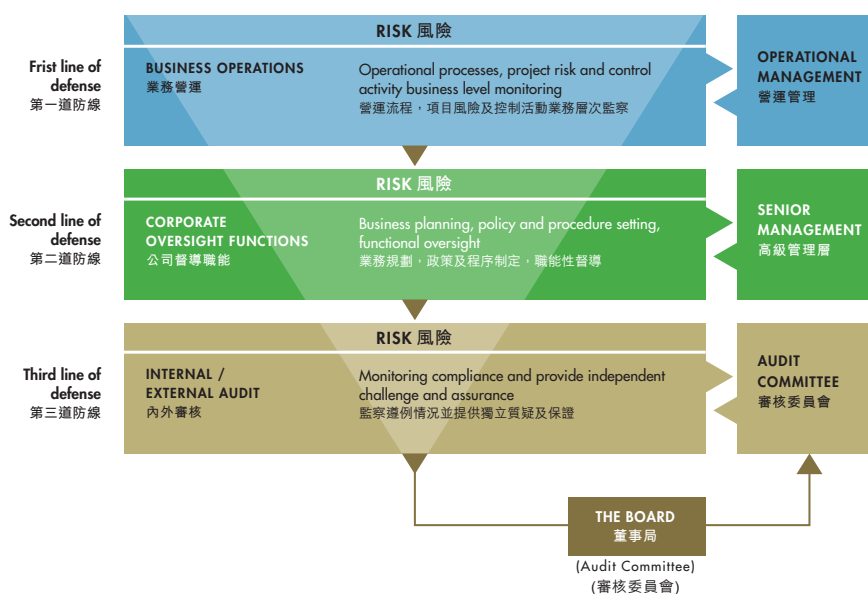 RISK 風險
Frist line of
defense
第一道防線
BUSINESS OPERATIONS
業務營運
Operational processes, project risk and control
activity business level monitoring
營運流程，項目風險及控制活動業務層次監察
OPERATIONAL
MANAGEMENT
營運管理
RISK 風險
Second line of
defense
第二道防線
CORPORATE
OVERSIGHT FUNCTIONS
公司督導職能
Business planning, policy and procedure setting,
functional oversight
業務規劃，政策及程序制定，職能性督導
SENIOR
MANAGEMENT
高級管理層
RISK 風險
Third line of
defense
第三道防線
INTERNAL /
EXTERNAL AUDIT
內外審核
Monitoring compliance and provide independent
challenge and assurance
監察遵例情況並提供獨立質疑及保證
AUDIT
COMMITTEE
審核委員會
THE BOARD
董事局
(Audit Committee)
(審核委員會)